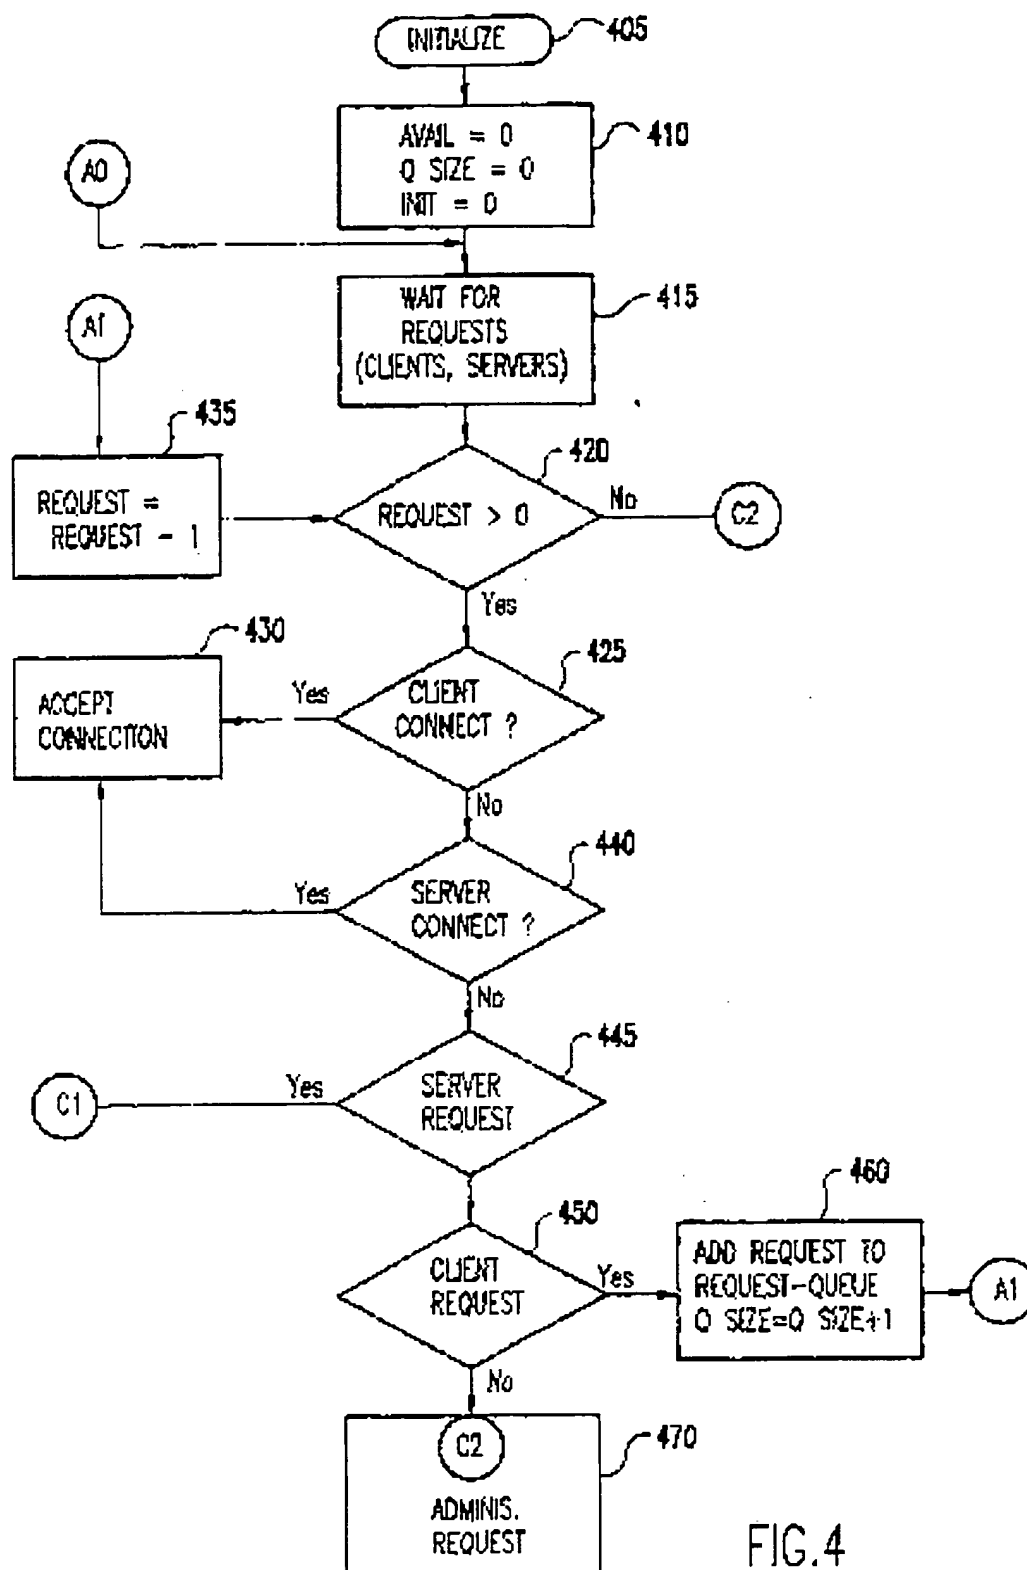 INITIALIZE
405
AVAIL = 0
Q SIZE = 0
INIT = 0
410
A0
WAIT FOR
REQUESTS
(CLIENTS, SERVERS)
415
A1
435
REQUEST =
REQUEST - 1
420
REQUEST > 0
No
C2
Yes
430
ACCEPT
CONNECTION
Yes
CLIENT
CONNECT ?
425
No
Yes
SERVER
CONNECT ?
440
No
C1
Yes
SERVER
REQUEST
445
CLIENT
REQUEST
450
Yes
460
ADD REQUEST TO
REQUEST-QUEUE
Q SIZE=Q SIZE+1
A1
No
C2
ADMINIS.
REQUEST
470
FIG.4